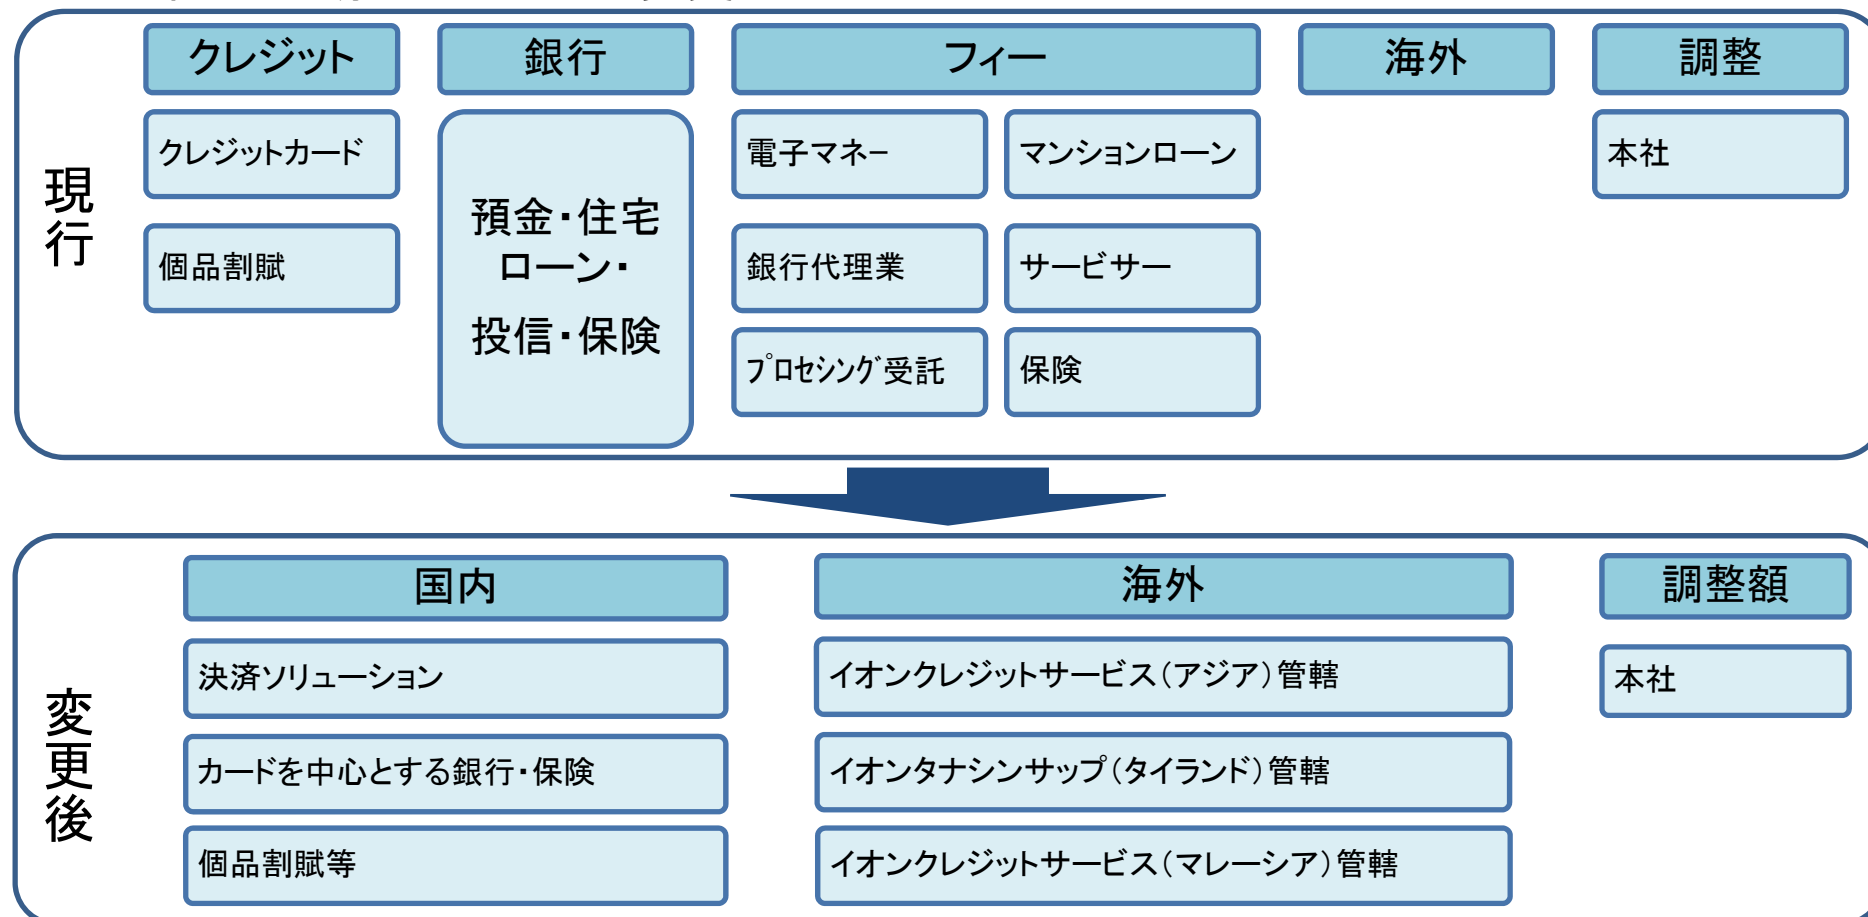 現行
クレジット
クレジットカード
個品割賦
銀行
預金・住宅
ローン・
投信・保険
フィー
電子マネー
マンションローン
銀行代理業
サービサー
プロセシング受託
保険
海外
調整
本社
変更後
国内
決済ソリューション
カードを中心とする銀行・保険
個品割賦等
海外
イオンクレジットサービス（アジア）管轄
イオンタナシンサップ（タイランド）管轄
イオンクレジットサービス（マレーシア）管轄
調整額
本社